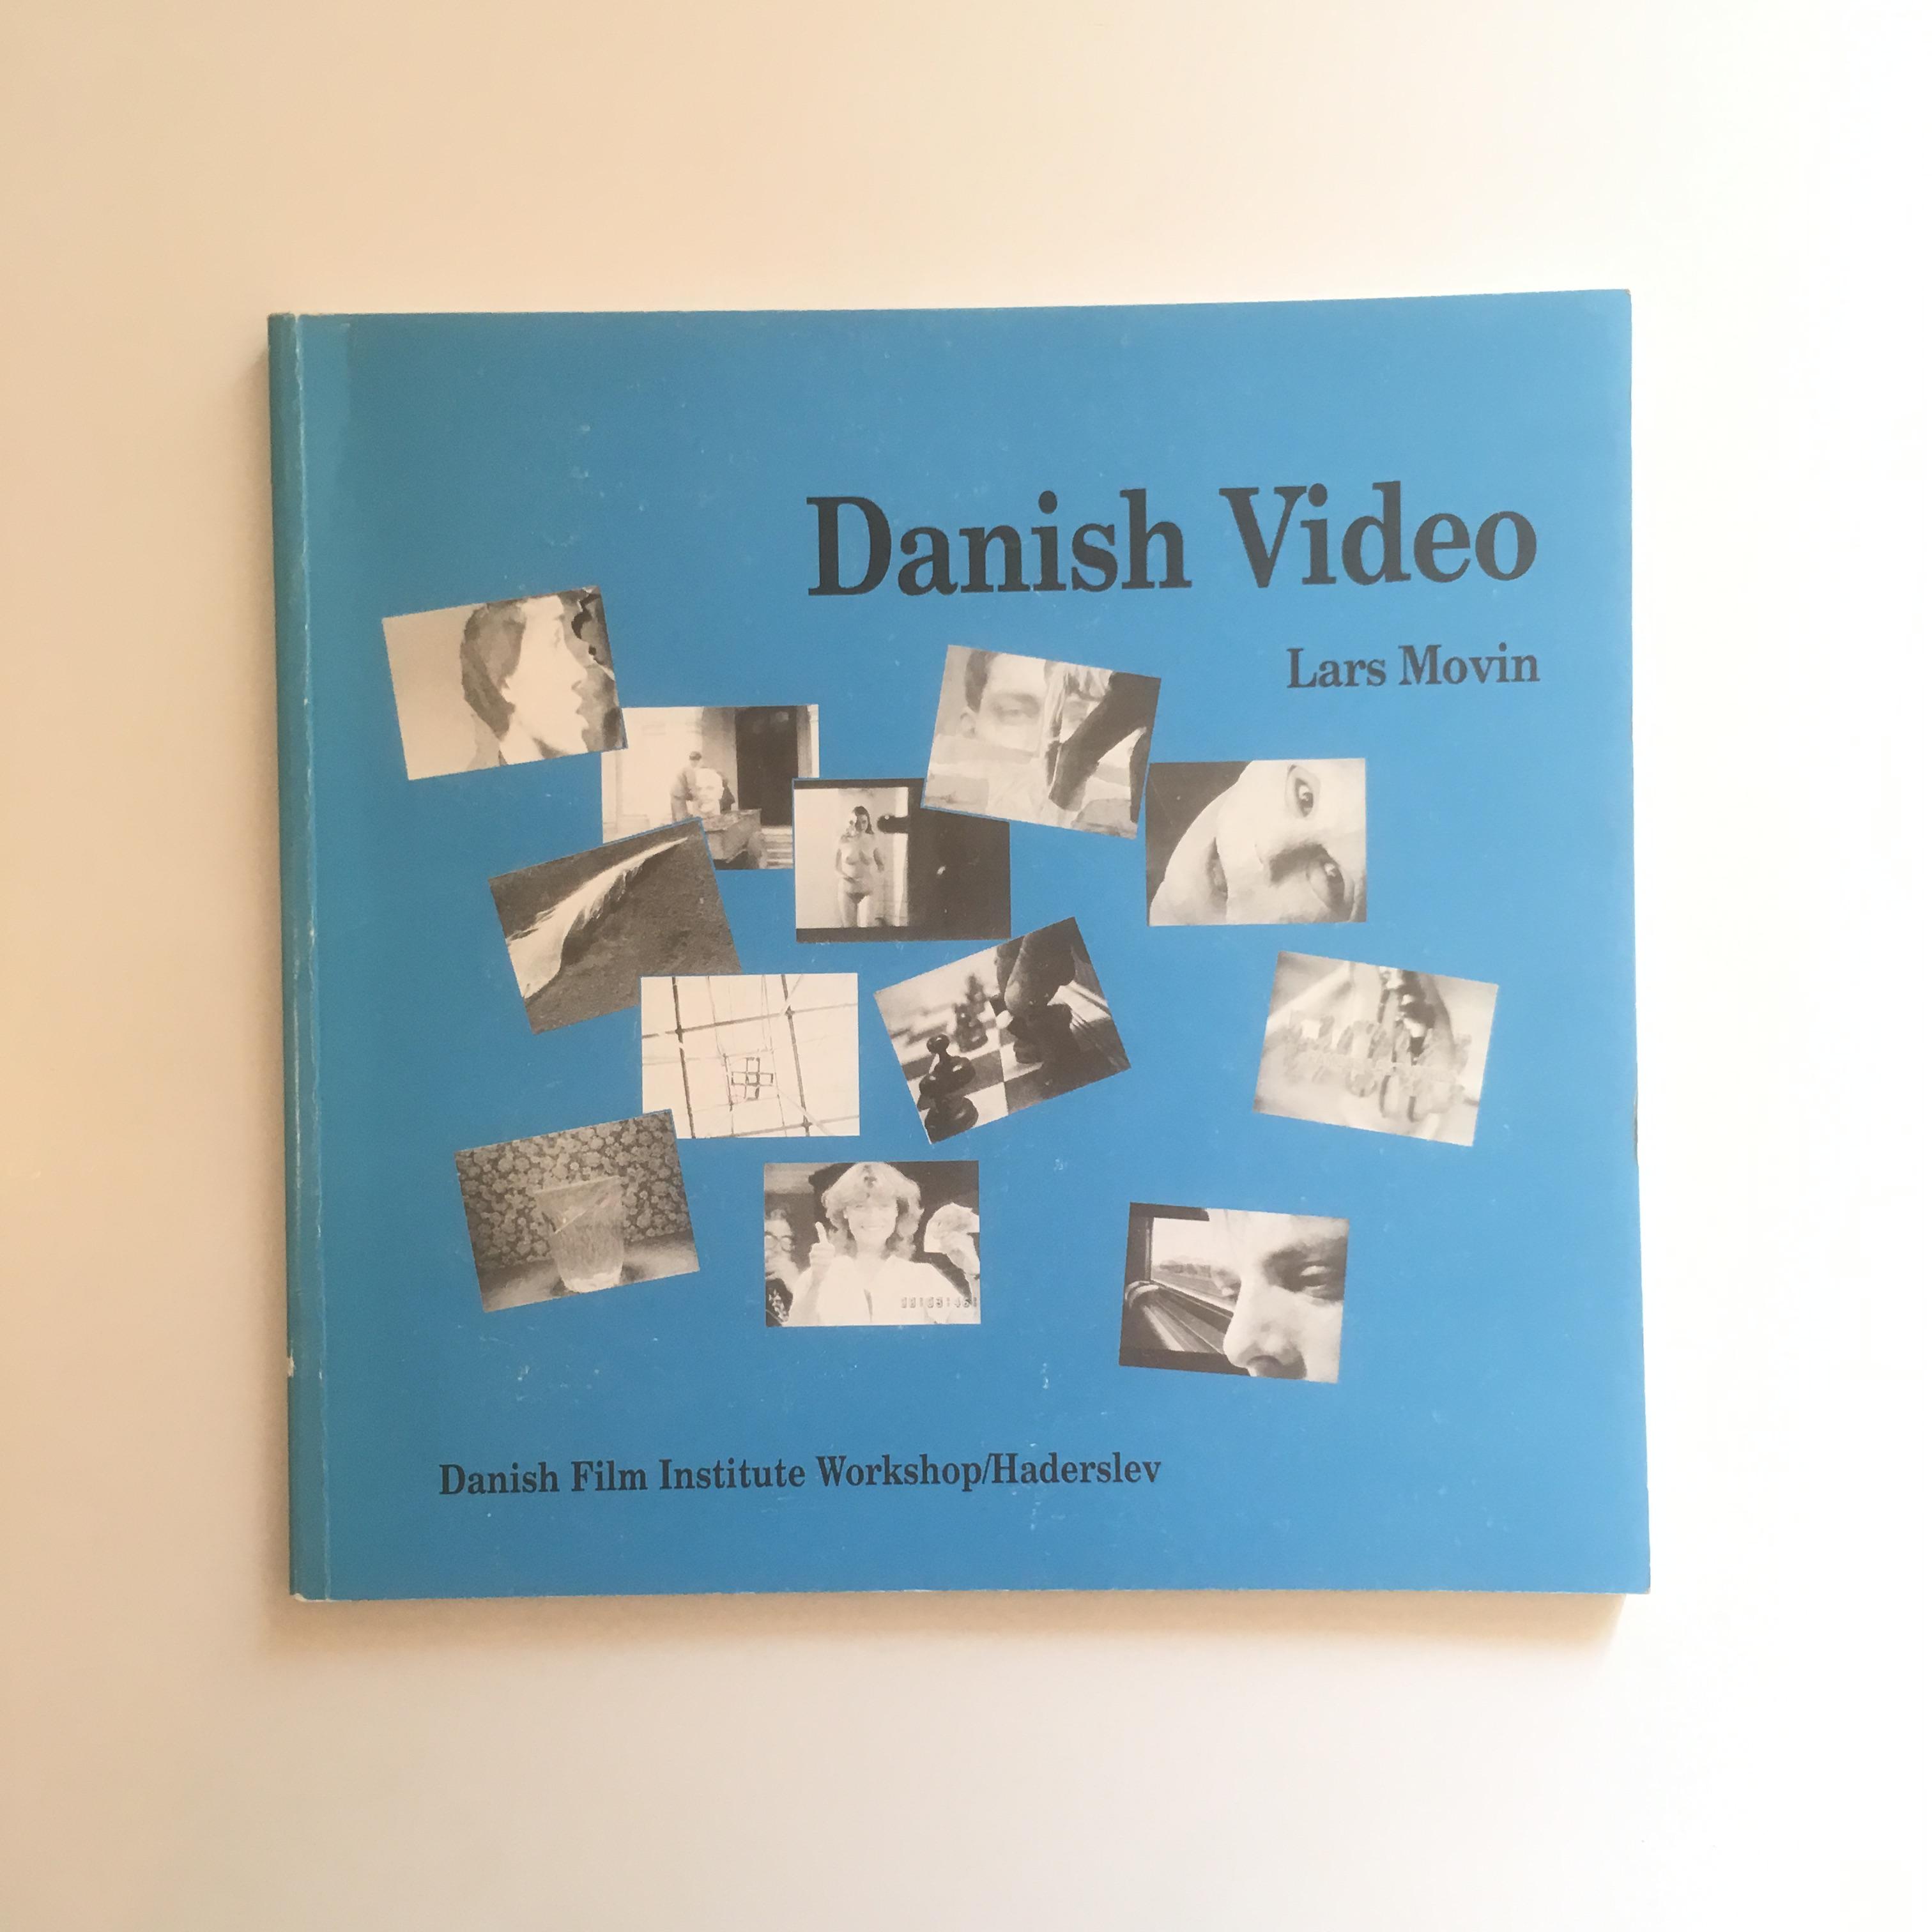 Danish Video
Lars Movin
Danish Film Institute Workshop/Haderslev